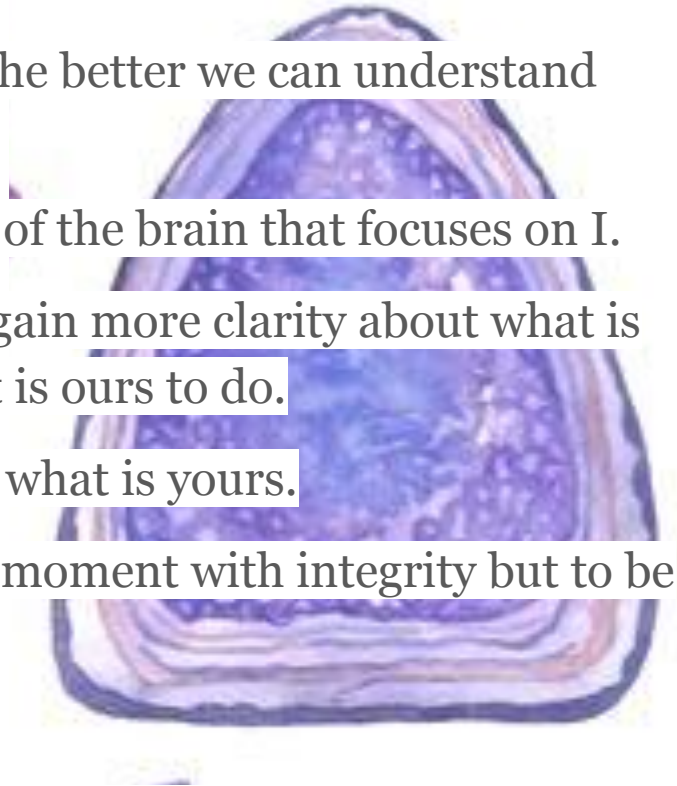 he better we can understand
of the brain that focuses on I.
gain more clarity about what is
is ours to do.
what is yours.
moment with integrity but to be